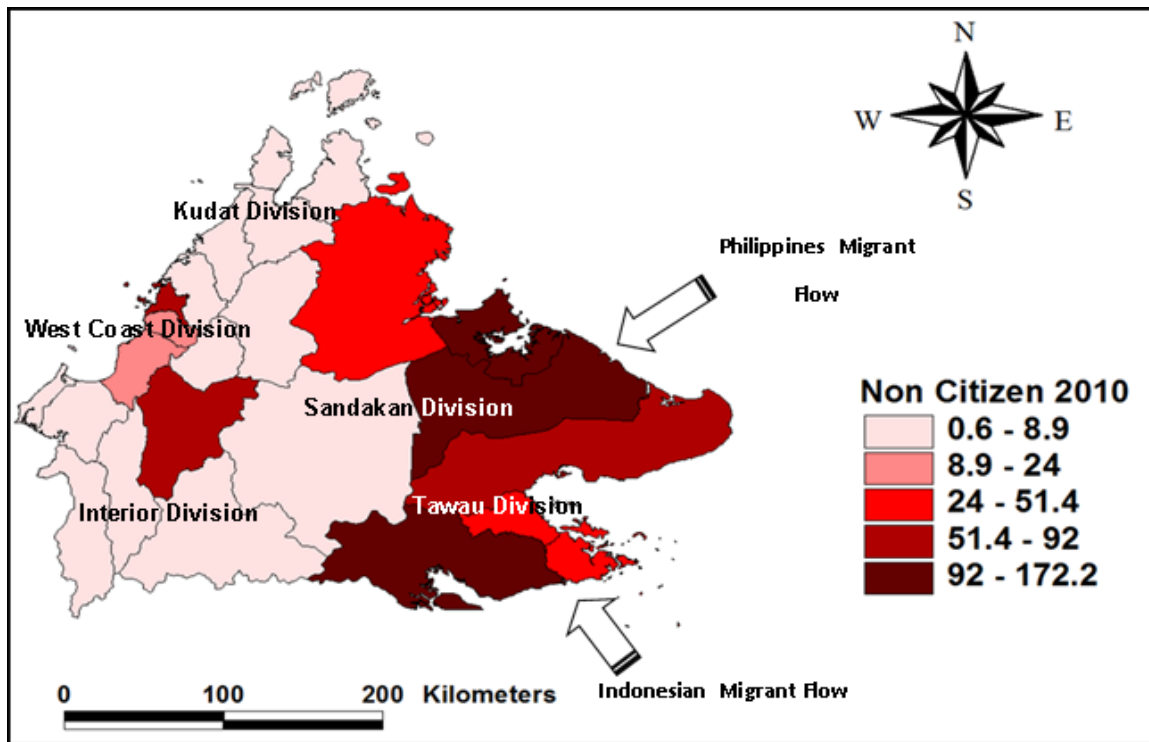 N
W E
S
Kudat Division
Philippines Migrant
Flow
West Coast Division
Non Citizen 2010
0.6 - 8.9
8.9 - 24
24 - 51.4
51.4 - 92
92 - 172.2
Sandakan Division
Tawau Division
Interior Division
0 100 200 Kilometers
Indonesian Migrant Flow